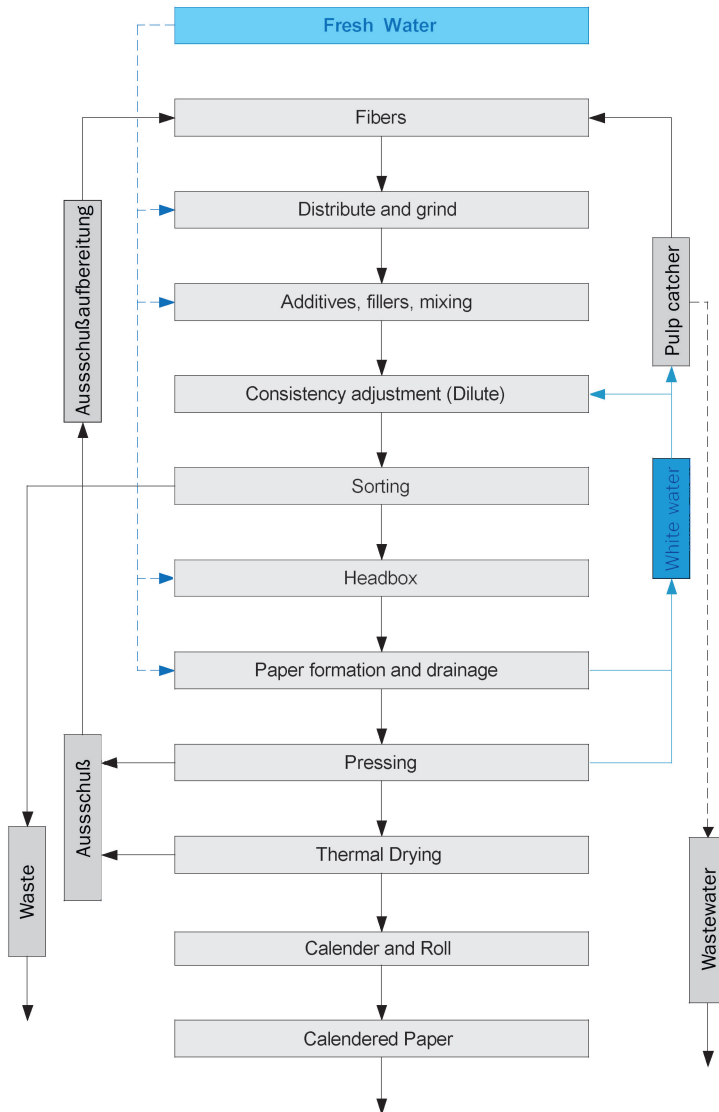 Fresh Water
Fibers
Aussschußaufbereitung
Distribute and grind
Pulp catcher
Additives, fillers, mixing
Consistency adjustment (Dilute)
Sorting
White water
Headbox
Paper formation and drainage
Aussschuß
Pressing
Waste
Thermal Drying
Wastewater
Calender and Roll
Calendered Paper